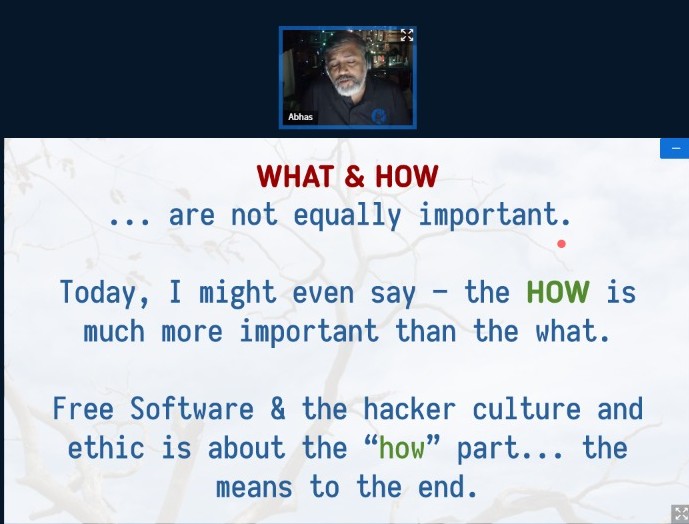 Abhas
WHAT & HOW
... are not equally important.
Today, I might even say – the HOW is
much more important than the what.
Free Software & the hacker culture and
ethic is about the “how” part... the
means to the end.